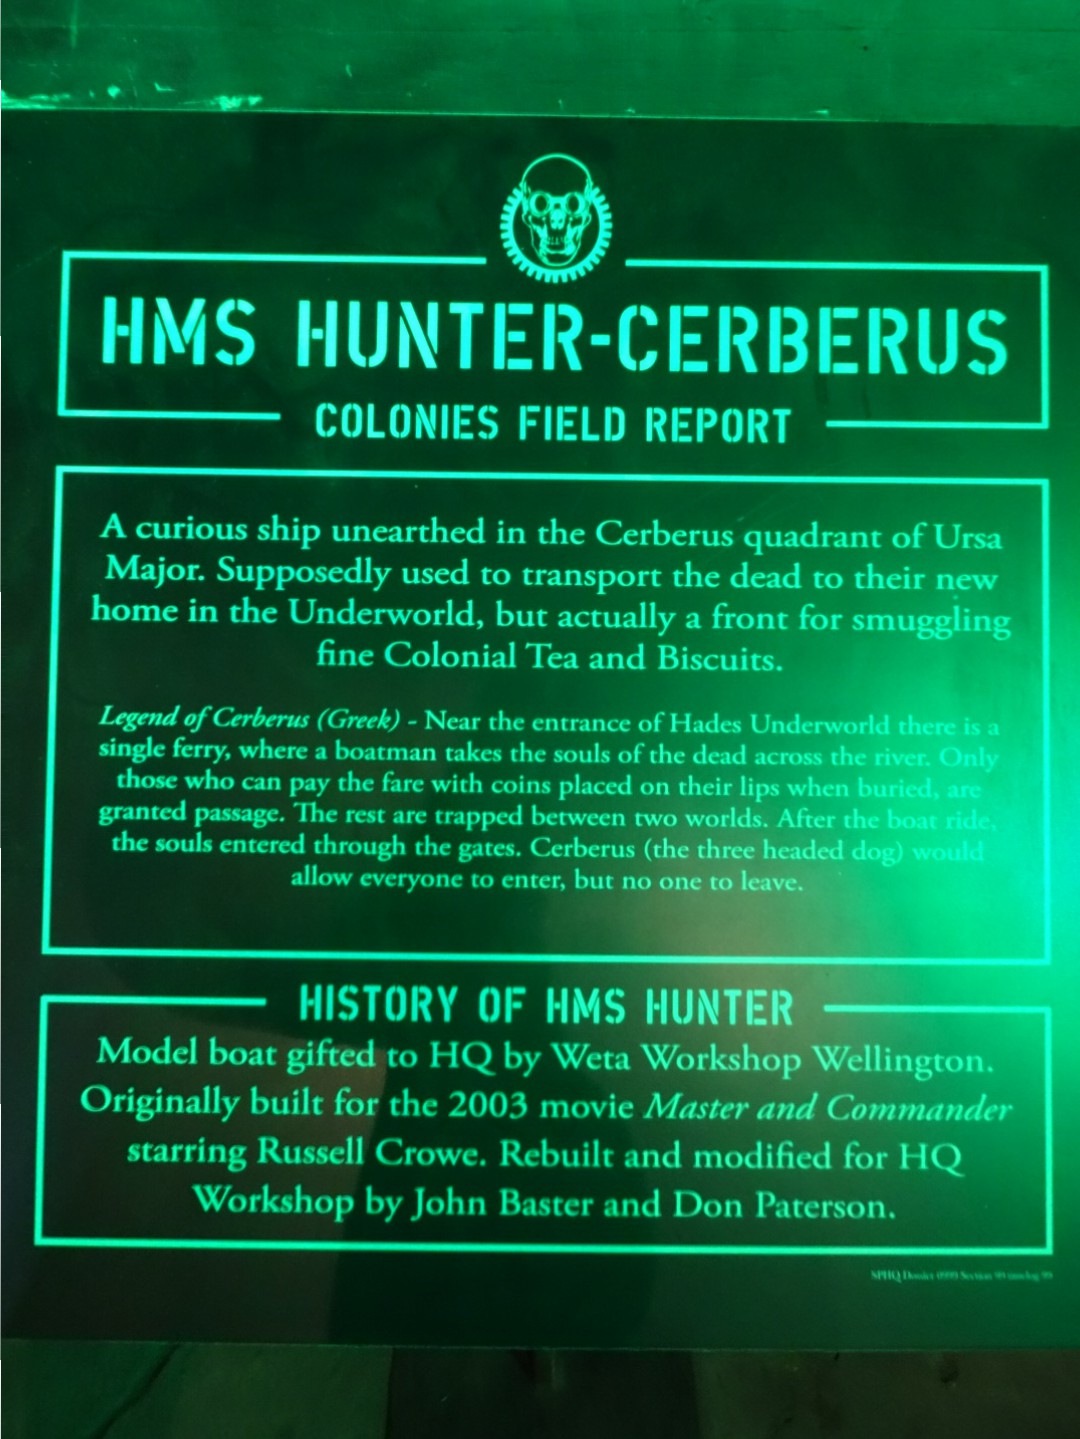 HMS HUNTER-CERBERUS
COLONIES FIELD REPORT
A curious ship unearthed in the Cerberus quadrant of Ursa
Major. Supposedly used to transport the dead to their new
home in the Underworld, but actually a front for smuggling
fine Colonial Tea and Biscuits.
Legend of Cerberus (Greek) - Near the entrance of Hades Underworld there is a
single ferry, where a boatman takes the souls of the dead across the river. Only
those who can pay the fare with coins placed on their lips when buried, are
granted passage. The rest are trapped between two worlds. After the boat ride,
the souls entered through the gates. Cerberus (the three headed dog) would
allow everyone to enter, but no one to leave.
HISTORY OF HMS HUNTER
Model boat gifted to HQ by Weta Workshop Wellington.
Originally built for the 2003 movie Master and Commander
starring Russell Crowe. Rebuilt and modified for HQ
Workshop by John Baster and Don Paterson.
SPHQ Dossier Section